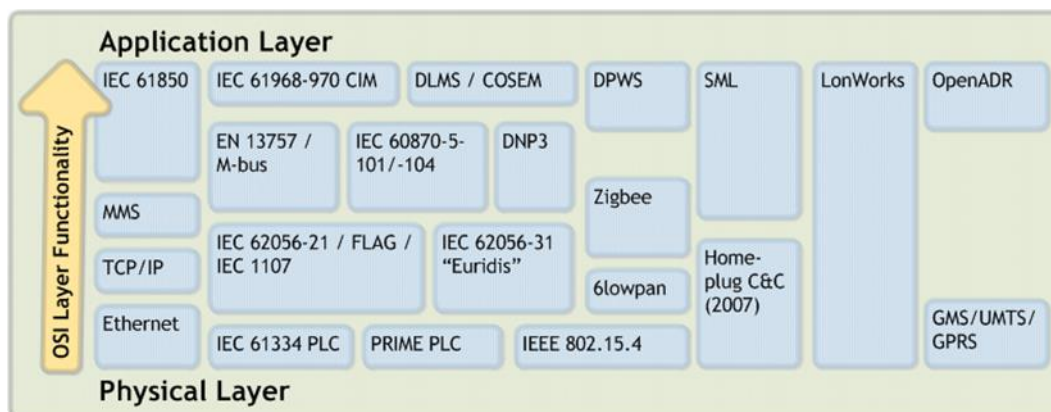 Application Layer
OSI Layer Functionality
IEC 61850
IEC 61968-970 CIM
DLMS / COSEM
DPWS
SML
LonWorks
OpenADR
EN 13757 /
M-bus
IEC 60870-5-
101/-104
DNP3
Zigbee
MMS
IEC 62056-21 / FLAG /
IEC 1107
IEC 62056-31
"Euridis"
TCP/IP
Home-
plug C&C
(2007)
6lowpan
Ethernet
GMS/UMTS/
GPRS
IEC 61334 PLC
PRIME PLC
IEEE 802.15.4
Physical Layer